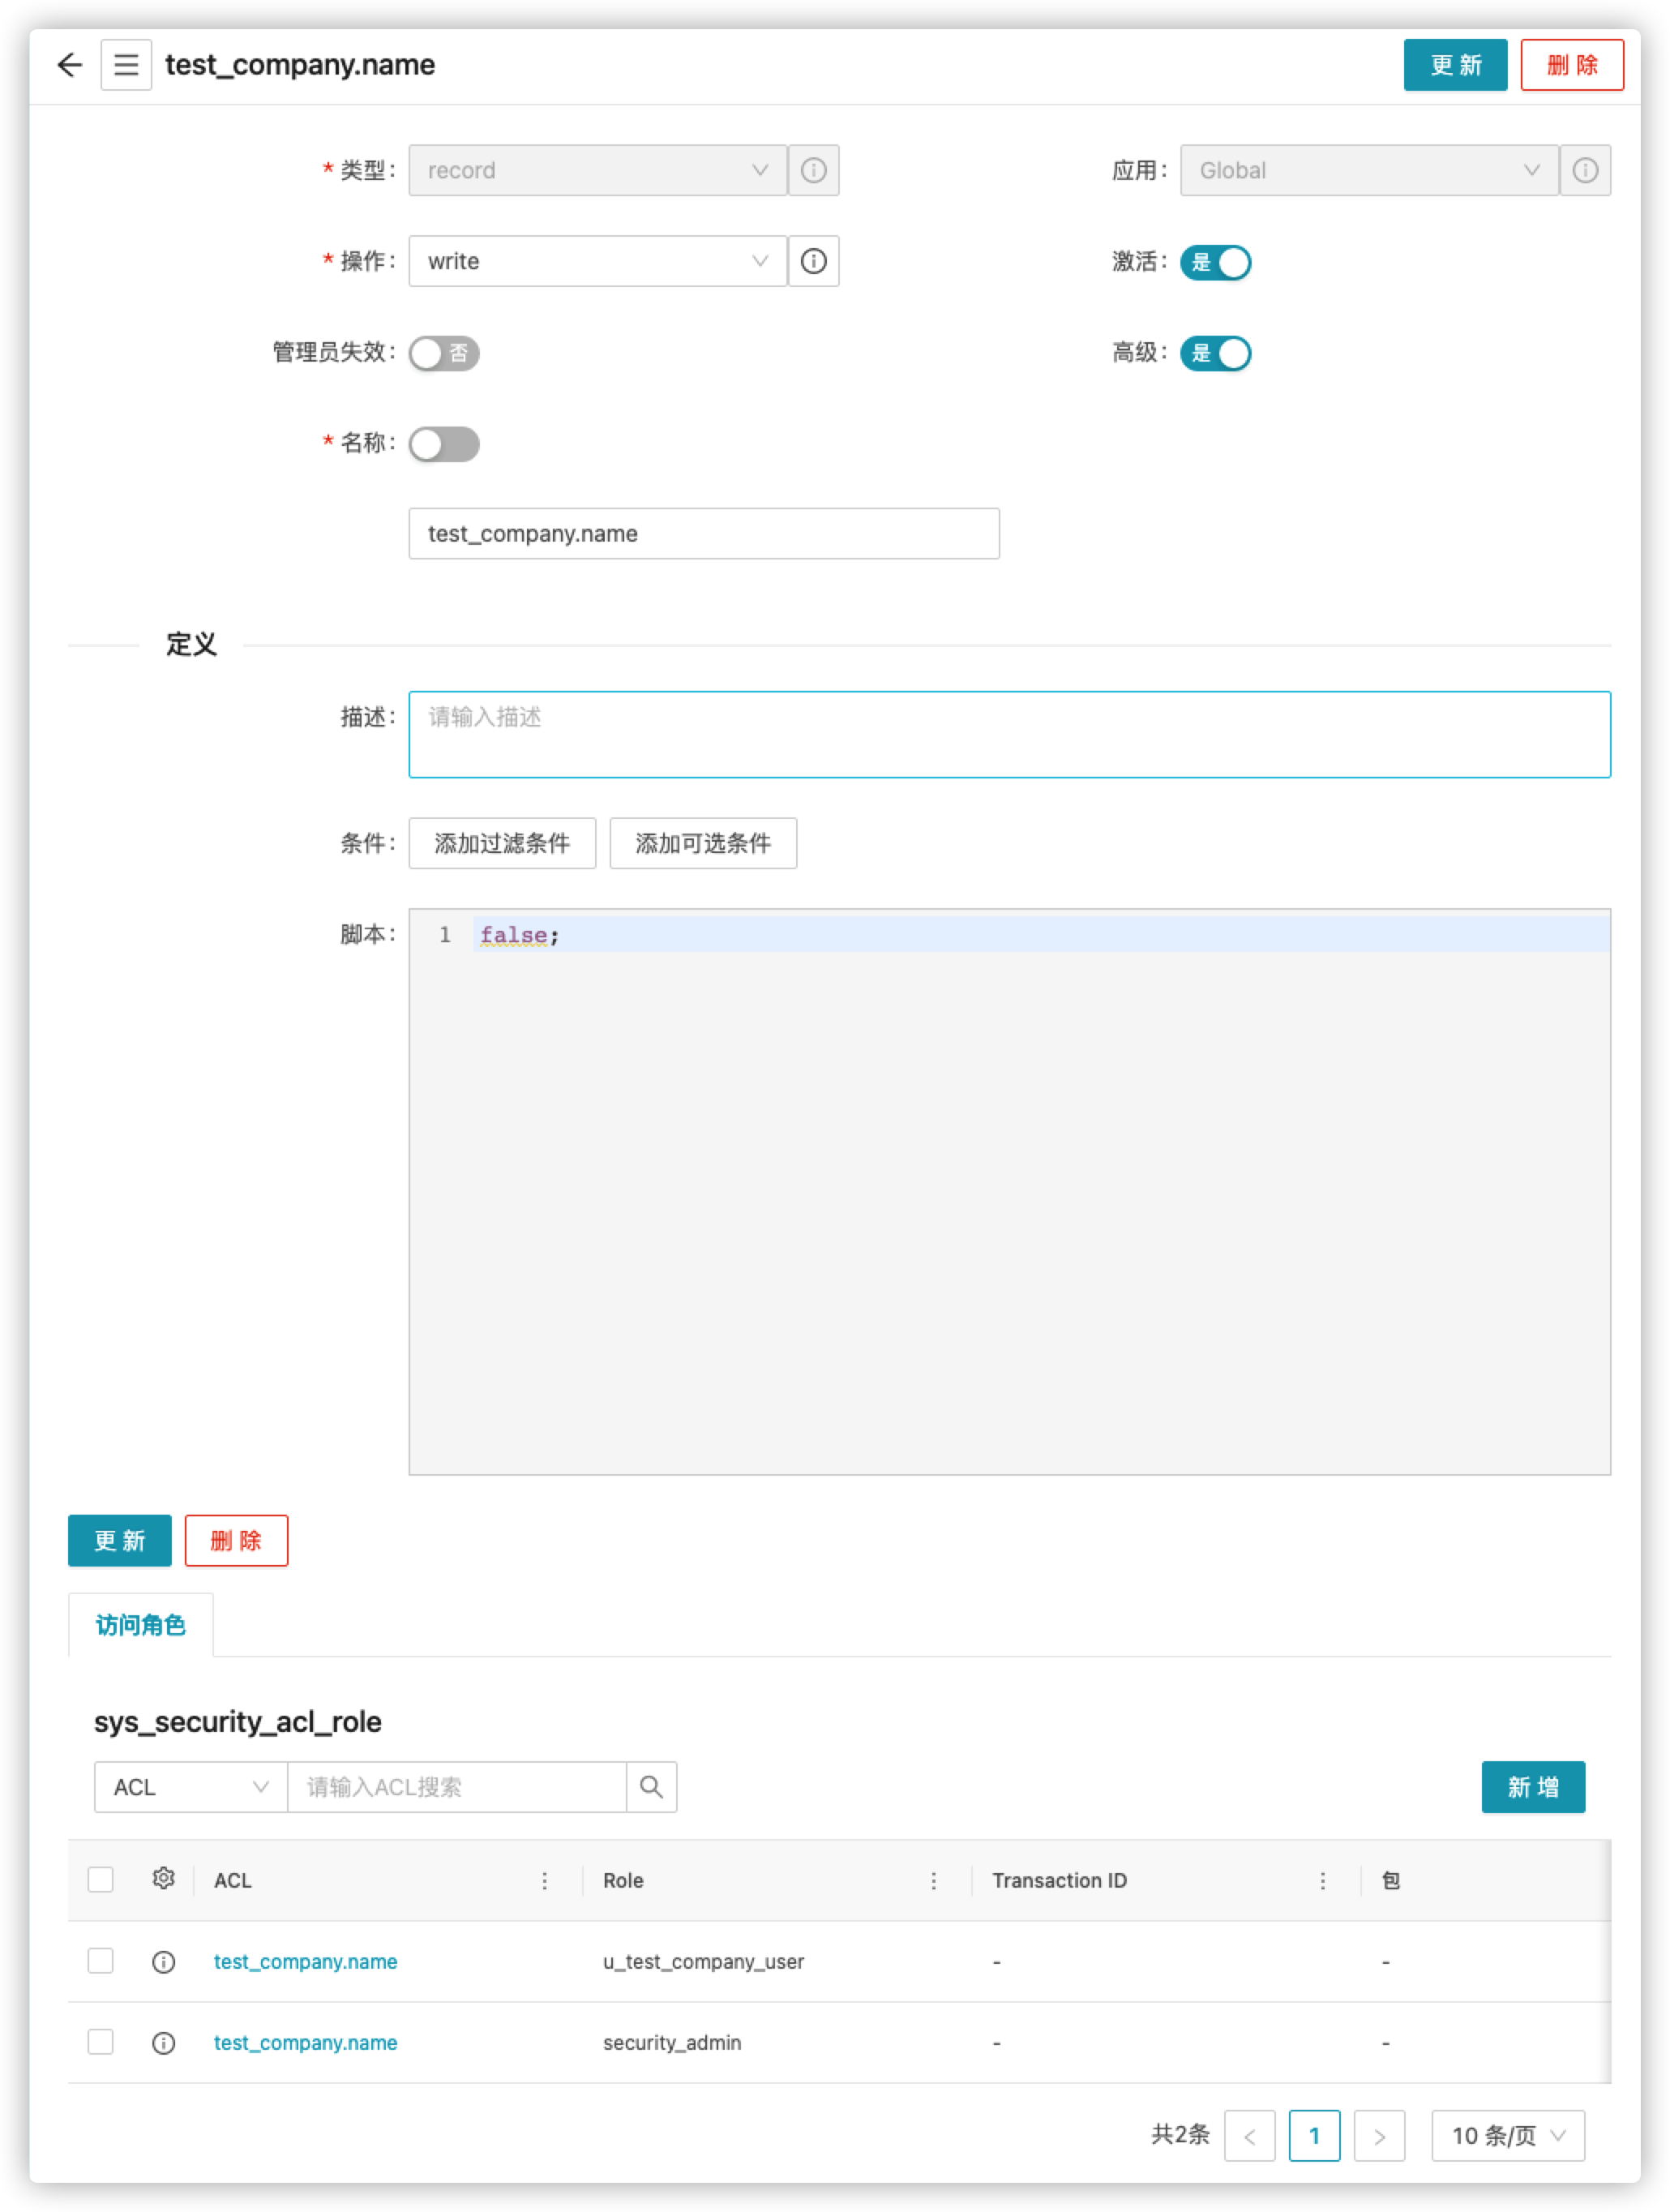 test_company.name
更 新
删 除
* 类型:
record
应用:
Global
* 操作:
write
激活:
是
管理员失效:
否
高级:
是
* 名称:
test_company.name
定义
描述:
请输入描述
条件:
添加过滤条件
添加可选条件
脚本:
1
false;
更 新
删 除
访问角色
sys_security_acl_role
ACL
请输入ACL搜索
新 增
ACL
Role
Transaction ID
包
test_company.name
u_test_company_user
-
-
test_company.name
security_admin
-
-
共2条
<
1
>
10 条/页